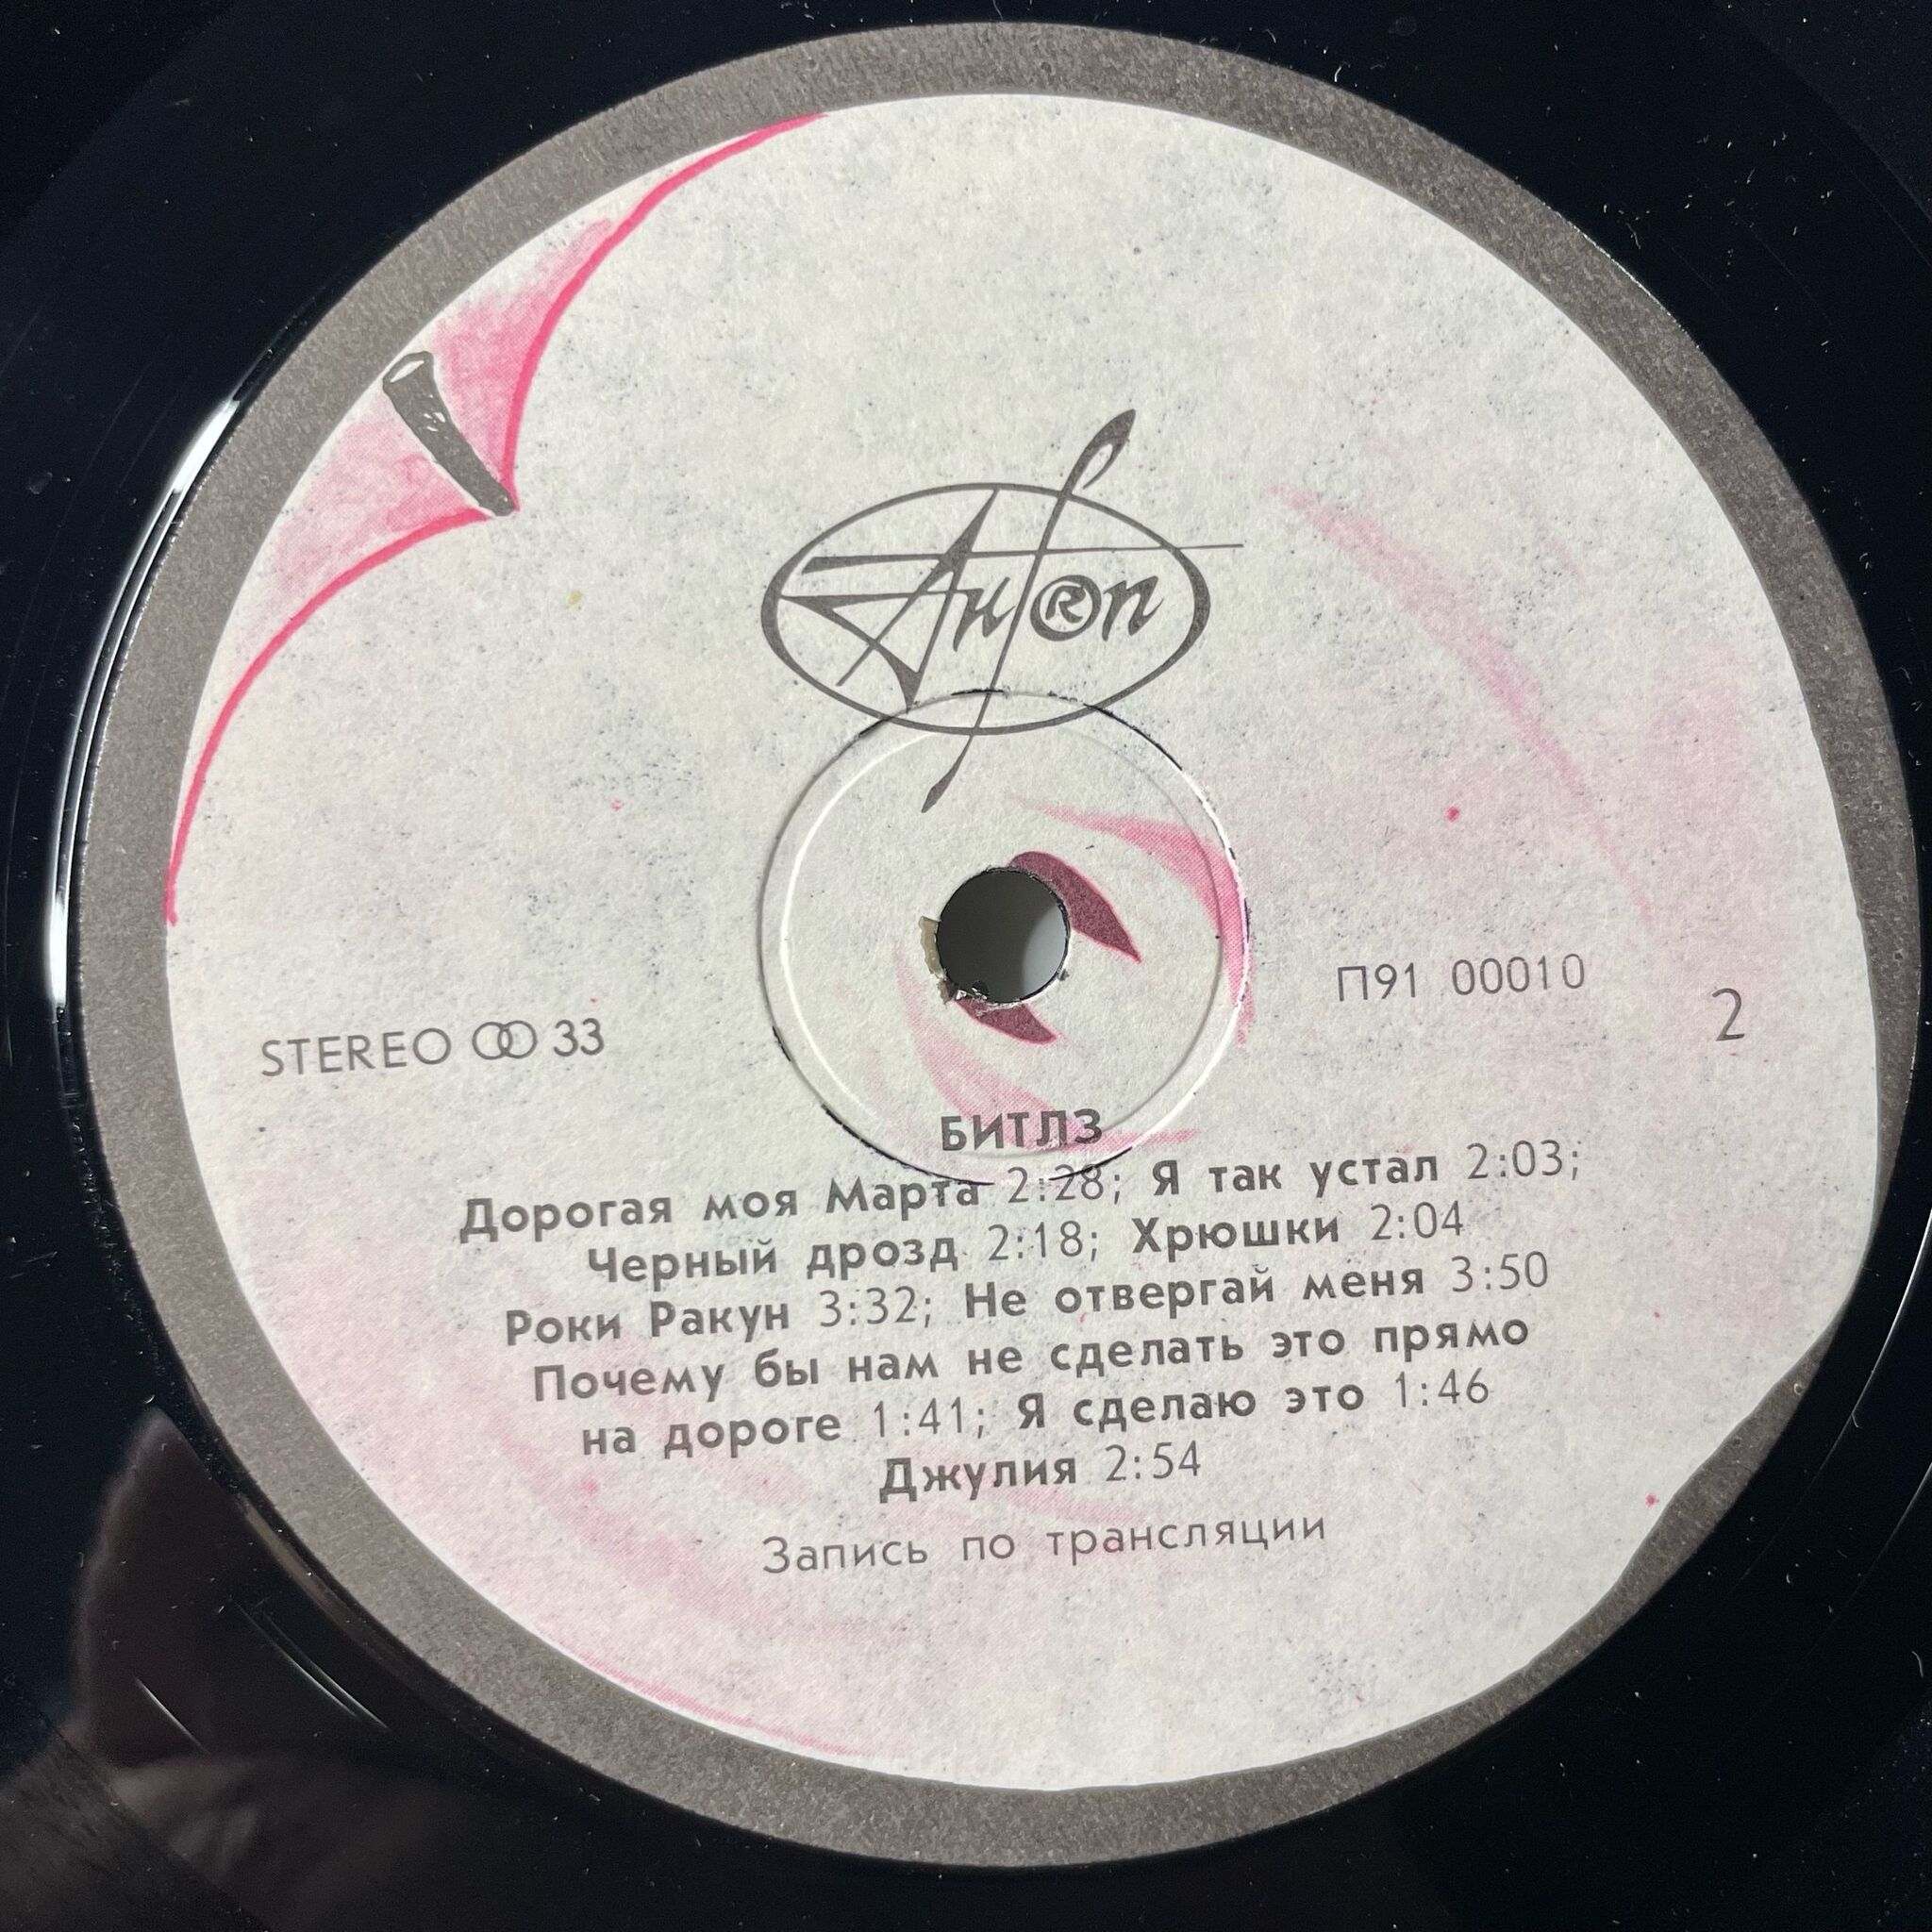 Антроп
STEREO 33
П91 00010
2
БИТЛЗ
Дорогая моя Марта 2:28; Я так устал 2:03;
Черный дрозд 2:18; Хрюшки 2:04
Роки Ракун 3:32; Не отвергай меня 3:50
Почему бы нам не сделать это прямо
на дороге 1:41; Я сделаю это 1:46
Джулия 2:54
Запись по трансляции